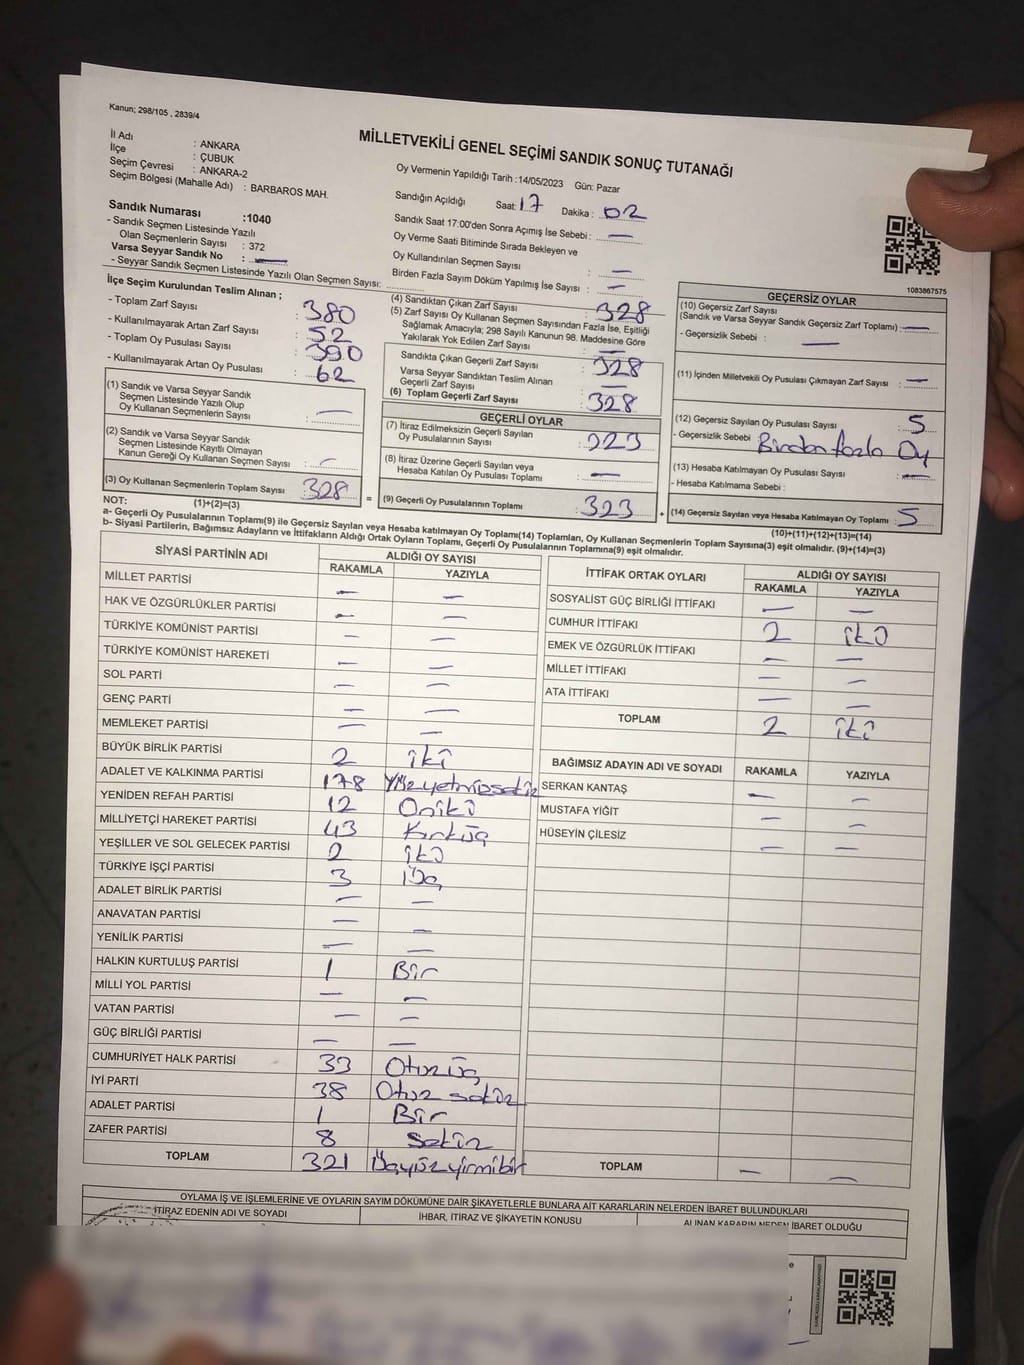 Kanun; 298/105 , 2839/4
MİLLETVEKİLİ GENEL SEÇİMİ SANDIK SONUÇ TUTANAĞI
İl Adı : ANKARA
İlçe : ÇUBUK
Seçim Çevresi : ANKARA-2
Seçim Bölgesi (Mahalle Adı) : BARBAROS MAH.
Sandık Numarası :1040
- Sandık Seçmen Listesinde Yazılı
Olan Seçmenlerin Sayısı : 372
Varsa Seyyar Sandık No : —
- Seyyar Sandık Seçmen Listesinde Yazılı Olan Seçmen Sayısı:
Oy Vermenin Yapıldığı Tarih :14/05/2023 Gün: Pazar
Sandığın Açıldığı Saat: 17 Dakika : 02
Sandık Saat 17:00'den Sonra Açımış İse Sebebi : —
Oy Verme Saati Bitiminde Sırada Bekleyen ve
Oy Kullandırılan Seçmen Sayısı : —
Birden Fazla Sayım Döküm Yapılmış İse Sayısı : —
1083867575
İlçe Seçim Kurulundan Teslim Alınan ;
- Toplam Zarf Sayısı : 380
- Kullanılmayarak Artan Zarf Sayısı : 52
- Toplam Oy Pusulası Sayısı : 390
- Kullanılmayarak Artan Oy Pusulası : 62
(1) Sandık ve Varsa Seyyar Sandık
Seçmen Listesinde Yazılı Olup
Oy Kullanan Seçmenlerin Sayısı : —
(2) Sandık ve Varsa Seyyar Sandık
Seçmen Listesinde Kayıtlı Olmayan
Kanun Gereği Oy Kullanan Seçmen Sayısı : —
(3) Oy Kullanan Seçmenlerin Toplam Sayısı : 328
(1)+(2)=(3)
(4) Sandıktan Çıkan Zarf Sayısı : 328
(5) Zarf Sayısı Oy Kullanan Seçmen Sayısından Fazla İse, Eşitliği
Sağlamak Amacıyla; 298 Sayılı Kanunun 98. Maddesine Göre
Yakılarak Yok Edilen Zarf Sayısı : —
Sandıkta Çıkan Geçerli Zarf Sayısı : 328
Varsa Seyyar Sandıktan Teslim Alınan
Geçerli Zarf Sayısı : —
(6) Toplam Geçerli Zarf Sayısı : 328
GEÇERLİ OYLAR
(7) İtiraz Edilmeksizin Geçerli Sayılan
Oy Pusulalarının Sayısı : 323
(8) İtiraz Üzerine Geçerli Sayılan veya
Hesaba Katılan Oy Pusulası Toplamı : —
= (9) Geçerli Oy Pusulalarının Toplamı : 323
GEÇERSİZ OYLAR
(10) Geçersiz Zarf Sayısı
(Sandık ve Varsa Seyyar Sandık Geçersiz Zarf Toplamı) : —
- Geçersizlik Sebebi : —
(11) İçinden Milletvekili Oy Pusulası Çıkmayan Zarf Sayısı : —
(12) Geçersiz Sayılan Oy Pusulası Sayısı : 5
- Geçersizlik Sebebi : Birden fazla Oy
(13) Hesaba Katılmayan Oy Pusulası Sayısı : —
- Hesaba Katılmama Sebebi :
+ (14) Geçersiz Sayılan veya Hesaba Katılmayan Oy Toplamı : 5
(10)+(11)+(12)+(13)=(14)
NOT:
a- Geçerli Oy Pusulalarının Toplamı(9) ile Geçersiz Sayılan veya Hesaba katılmayan Oy Toplamı(14) Toplamları, Oy Kullanan Seçmenlerin Toplam Sayısına(3) eşit olmalıdır. (9)+(14)=(3)
b- Siyasi Partilerin, Bağımsız Adayların ve İttifakların Aldığı Ortak Oyların Toplamı, Geçerli Oy Pusulalarının Toplamına(9) eşit olmalıdır.
SİYASİ PARTİNİN ADI ALDIĞI OY SAYISI
RAKAMLA YAZIYLA
MİLLET PARTİSİ — —
HAK VE ÖZGÜRLÜKLER PARTİSİ — —
TÜRKİYE KOMÜNİST PARTİSİ — —
TÜRKİYE KOMÜNİST HAREKETİ — —
SOL PARTİ — —
GENÇ PARTİ — —
MEMLEKET PARTİSİ — —
BÜYÜK BİRLİK PARTİSİ 2 iki
ADALET VE KALKINMA PARTİSİ 178 Yüzyetmişsekiz
YENİDEN REFAH PARTİSİ 12 Oniki
MİLLİYETÇİ HAREKET PARTİSİ 43 Kırküç
YEŞİLLER VE SOL GELECEK PARTİSİ 2 iki
TÜRKİYE İŞÇİ PARTİSİ 3 Üç
ADALET BİRLİK PARTİSİ — —
ANAVATAN PARTİSİ — —
YENİLİK PARTİSİ — —
HALKIN KURTULUŞ PARTİSİ 1 Bir
MİLLİ YOL PARTİSİ — —
VATAN PARTİSİ — —
GÜÇ BİRLİĞİ PARTİSİ — —
CUMHURİYET HALK PARTİSİ 33 Otuzüç
İYİ PARTİ 38 Otuz sekiz
ADALET PARTİSİ 1 Bir
ZAFER PARTİSİ 8 Sekiz
TOPLAM 321 Üçyüzyirmibir
İTTİFAK ORTAK OYLARI ALDIĞI OY SAYISI
RAKAMLA YAZIYLA
SOSYALİST GÜÇ BİRLİĞİ İTTİFAKI — —
CUMHUR İTTİFAKI 2 iki
EMEK VE ÖZGÜRLÜK İTTİFAKI — —
MİLLET İTTİFAKI — —
ATA İTTİFAKI — —
TOPLAM 2 iki
BAĞIMSIZ ADAYIN ADI VE SOYADI RAKAMLA YAZIYLA
SERKAN KANTAŞ — —
MUSTAFA YİĞİT — —
HÜSEYİN ÇİLESİZ — —
TOPLAM — —
OYLAMA İŞ VE İŞLEMLERİNE VE OYLARIN SAYIM DÖKÜMÜNE DAİR ŞİKAYETLERLE BUNLARA AİT KARARLARIN NELERDEN İBARET BULUNDUKLARI
İTİRAZ EDENİN ADI VE SOYADI İHBAR, İTİRAZ VE ŞİKAYETİN KONUSU ALINAN KARARIN NEDEN İBARET OLDUĞU